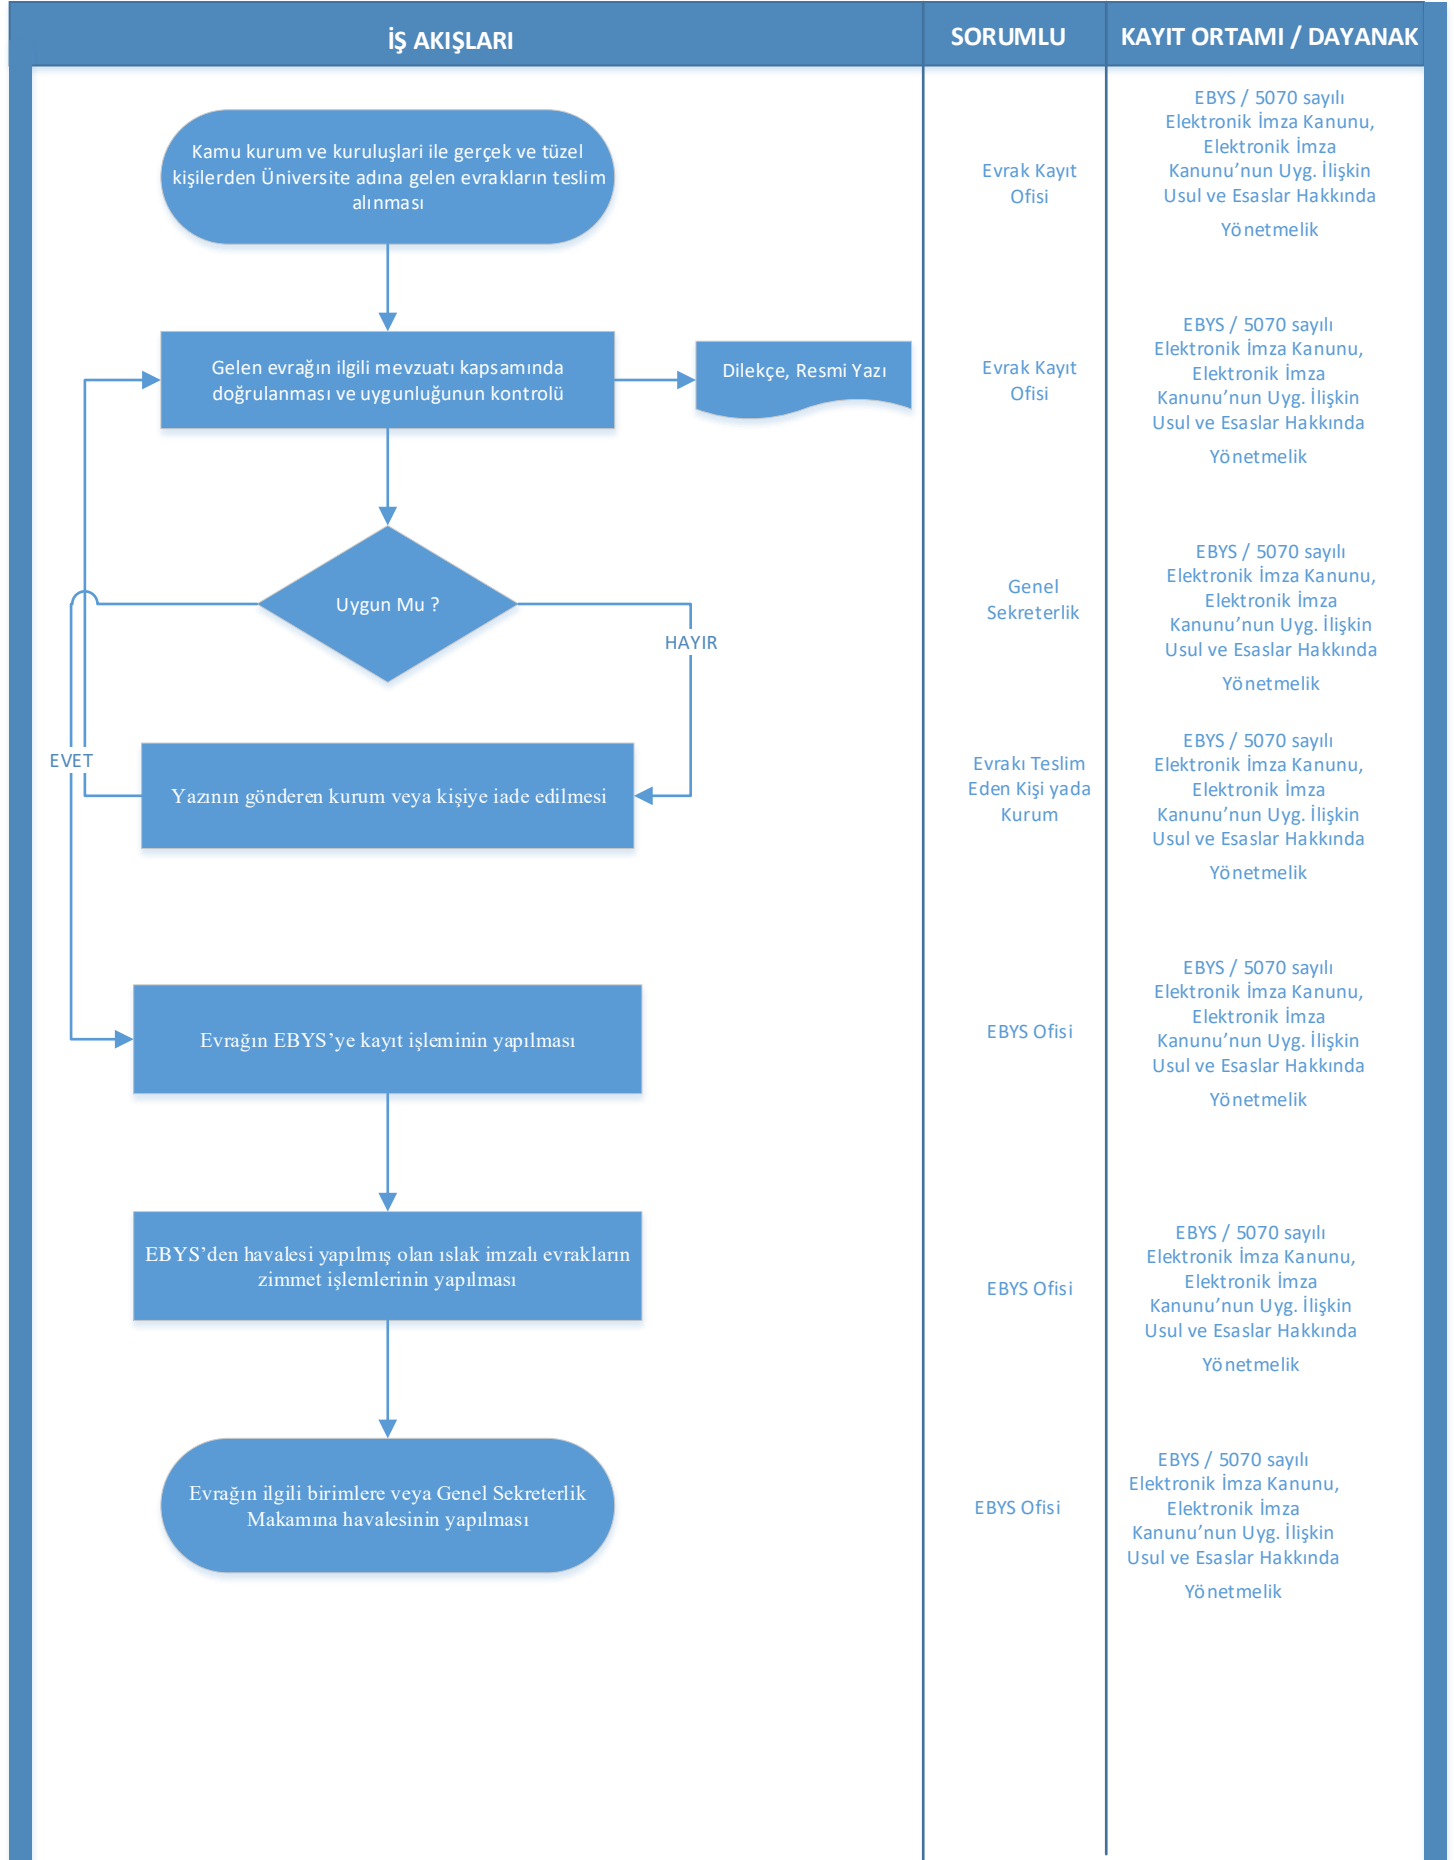 İŞ AKIŞLARI
SORUMLU
KAYIT ORTAMI / DAYANAK
Kamu kurum ve kuruluşlari ile gerçek ve tüzel
kişilerden Üniversite adına gelen evrakların teslim
alınması
Evrak Kayıt
Ofisi
EBYS / 5070 sayılı
Elektronik İmza Kanunu,
Elektronik İmza
Kanunu’nun Uyg. İlişkin
Usul ve Esaslar Hakkında
Yönetmelik
Gelen evrağın ilgili mevzuatı kapsamında
doğrulanması ve uygunluğunun kontrolü
Dilekçe, Resmi Yazı
Evrak Kayıt
Ofisi
EBYS / 5070 sayılı
Elektronik İmza Kanunu,
Elektronik İmza
Kanunu’nun Uyg. İlişkin
Usul ve Esaslar Hakkında
Yönetmelik
Uygun Mu ?
HAYIR
Genel
Sekreterlik
EBYS / 5070 sayılı
Elektronik İmza Kanunu,
Elektronik İmza
Kanunu’nun Uyg. İlişkin
Usul ve Esaslar Hakkında
Yönetmelik
EVET
Yazının gönderen kurum veya kişiye iade edilmesi
Evrakı Teslim
Eden Kişi yada
Kurum
EBYS / 5070 sayılı
Elektronik İmza Kanunu,
Elektronik İmza
Kanunu’nun Uyg. İlişkin
Usul ve Esaslar Hakkında
Yönetmelik
Evrağın EBYS’ye kayıt işleminin yapılması
EBYS Ofisi
EBYS / 5070 sayılı
Elektronik İmza Kanunu,
Elektronik İmza
Kanunu’nun Uyg. İlişkin
Usul ve Esaslar Hakkında
Yönetmelik
EBYS’den havalesi yapılmış olan ıslak imzalı evrakların
zimmet işlemlerinin yapılması
EBYS Ofisi
EBYS / 5070 sayılı
Elektronik İmza Kanunu,
Elektronik İmza
Kanunu’nun Uyg. İlişkin
Usul ve Esaslar Hakkında
Yönetmelik
Evrağın ilgili birimlere veya Genel Sekreterlik
Makamına havalesinin yapılması
EBYS Ofisi
EBYS / 5070 sayılı
Elektronik İmza Kanunu,
Elektronik İmza
Kanunu’nun Uyg. İlişkin
Usul ve Esaslar Hakkında
Yönetmelik